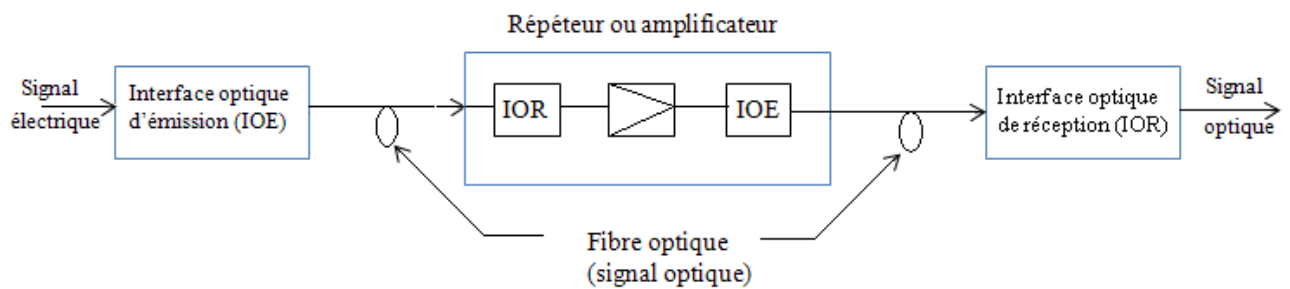 Répéteur ou amplificateur
Signal
électrique
Interface optique
d'émission (IOE)
IOR
IOE
Interface optique
de réception (IOR)
Signal
optique
Fibre optique
(signal optique)